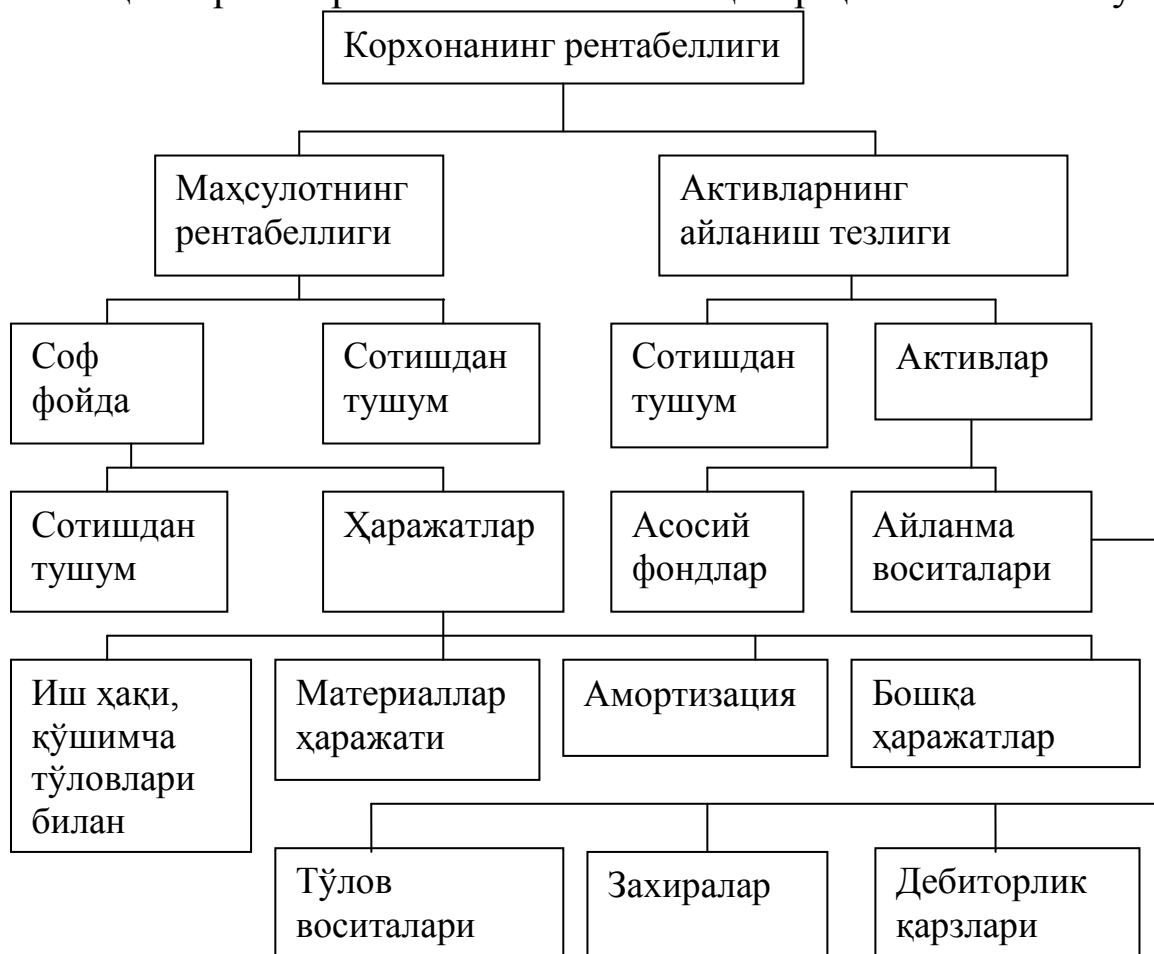 Корхонанинг рентабеллиги
Маҳсулотнинг
рентабеллиги
Активларнинг
айланиш тезлиги
Соф
фойда
Сотишдан
тушум
Сотишдан
тушум
Активлар
Сотишдан
тушум
Ҳаражатлар
Асосий
фондлар
Айланма
воситалари
Иш ҳақи,
қўшимча
тўловлари
билан
Материаллар
ҳаражати
Амортизация
Бошқа
ҳаражатлар
Тўлов
воситалари
Захиралар
Дебиторлик
қарзлари